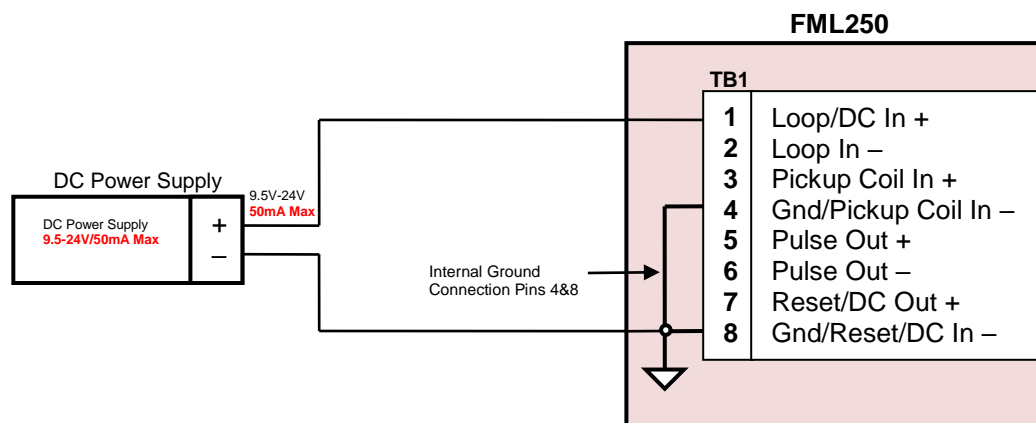 FML250
TB1
1 Loop/DC In +
2 Loop In –
3 Pickup Coil In +
4 Gnd/Pickup Coil In –
5 Pulse Out +
6 Pulse Out –
7 Reset/DC Out +
8 Gnd/Reset/DC In –
DC Power Supply
DC Power Supply
9.5-24V/50mA Max
+
–
9.5V-24V
50mA Max
Internal Ground
Connection Pins 4&8